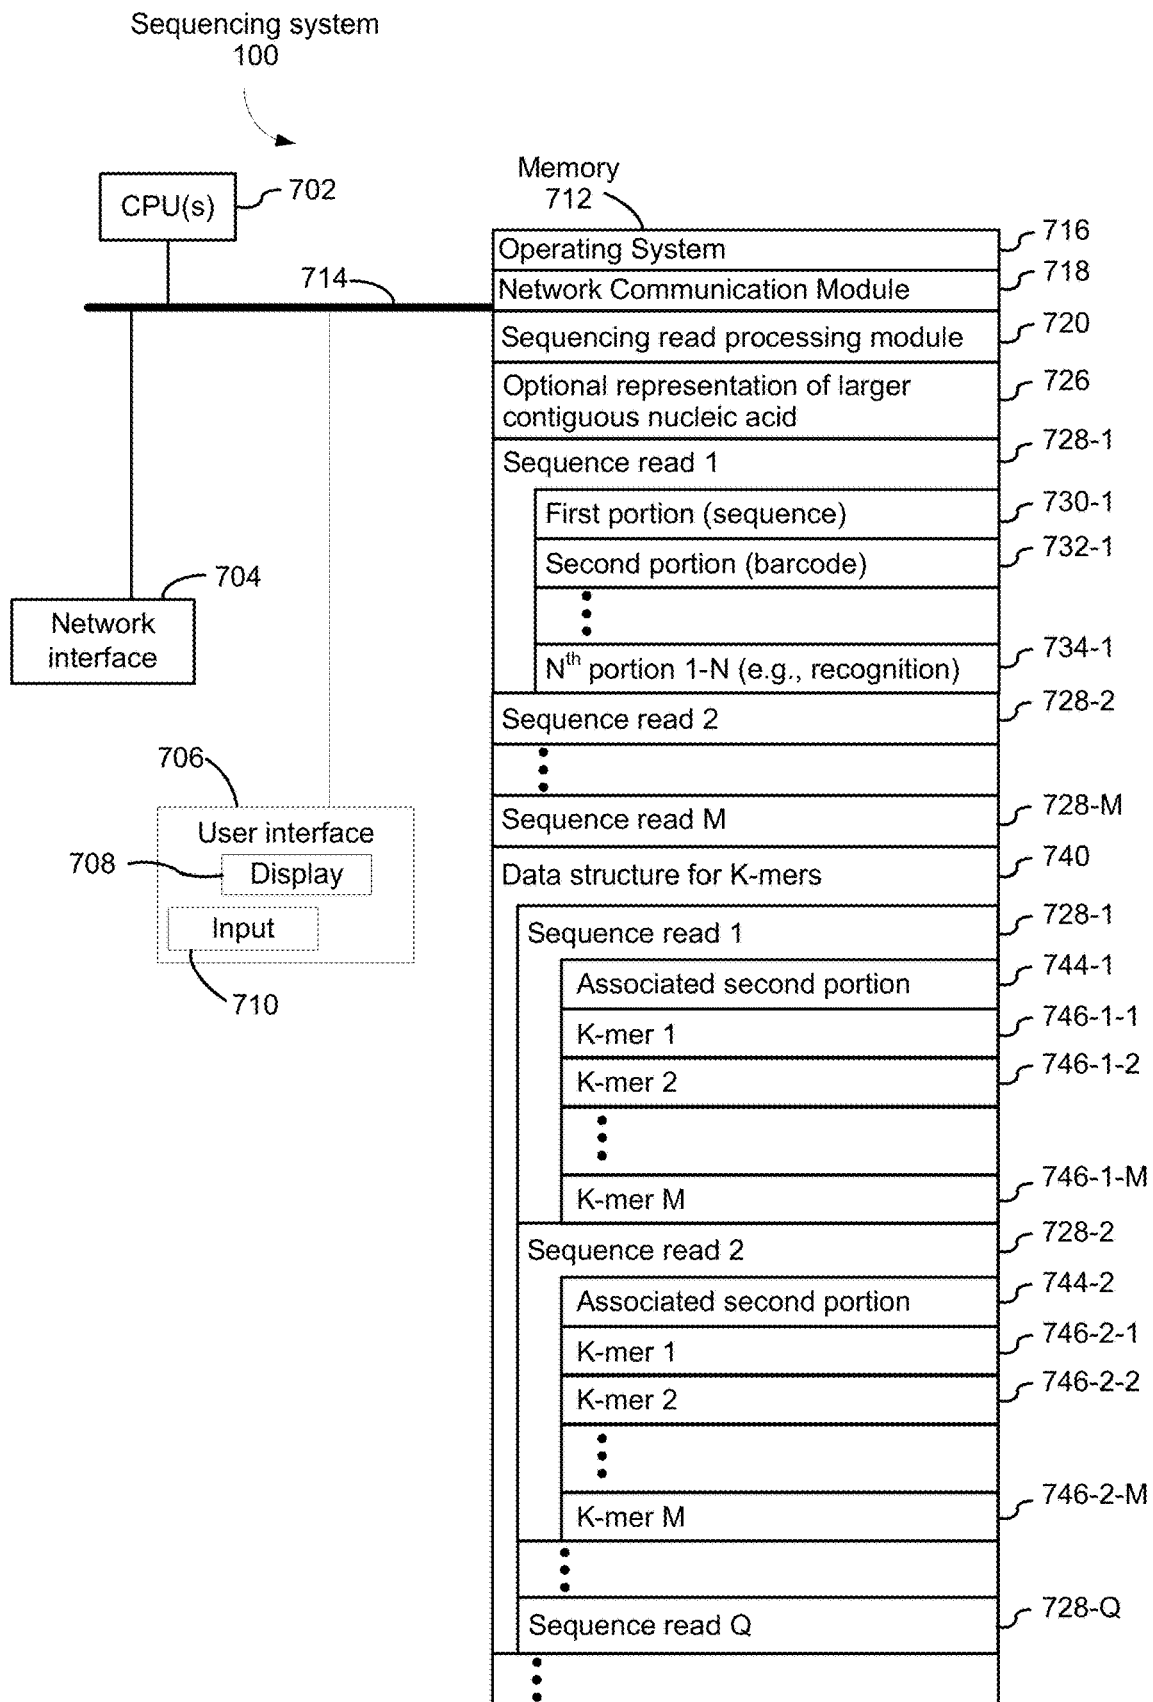 Sequencing system
100
CPU(s)
702
Memory
712
714
Operating System
716
Network Communication Module
718
Sequencing read processing module
720
Optional representation of larger
contiguous nucleic acid
726
Sequence read 1
728-1
First portion (sequence)
730-1
Second portion (barcode)
732-1
Nth portion 1-N (e.g., recognition)
734-1
Sequence read 2
728-2
Sequence read M
728-M
704
Network
interface
706
User interface
708
Display
Input
710
Data structure for K-mers
740
Sequence read 1
728-1
Associated second portion
744-1
K-mer 1
746-1-1
K-mer 2
746-1-2
K-mer M
746-1-M
Sequence read 2
728-2
Associated second portion
744-2
K-mer 1
746-2-1
K-mer 2
746-2-2
K-mer M
746-2-M
Sequence read Q
728-Q